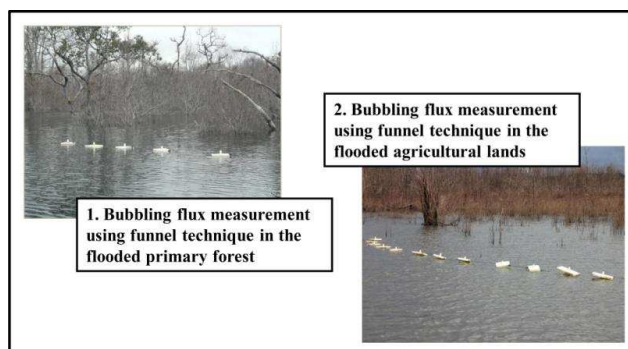 1. Bubbling flux measurement
using funnel technique in the
flooded primary forest
2. Bubbling flux measurement
using funnel technique in the
flooded agricultural lands